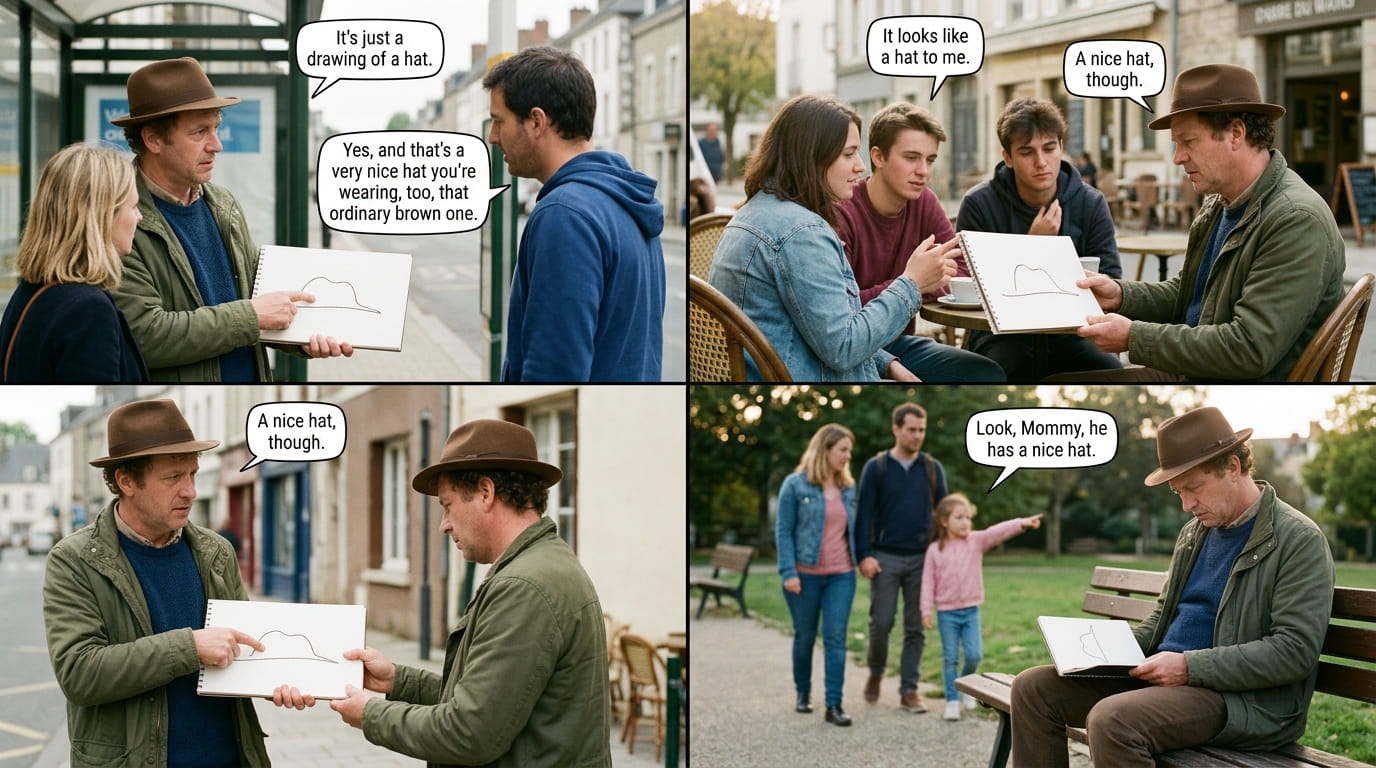 It's just a
drawing of a hat.
Yes, and that's a
very nice hat you're
wearing, too, that
ordinary brown one.
It looks like
a hat to me.
A nice hat,
though.
A nice hat,
though.
Look, Mommy, he
has a nice hat.